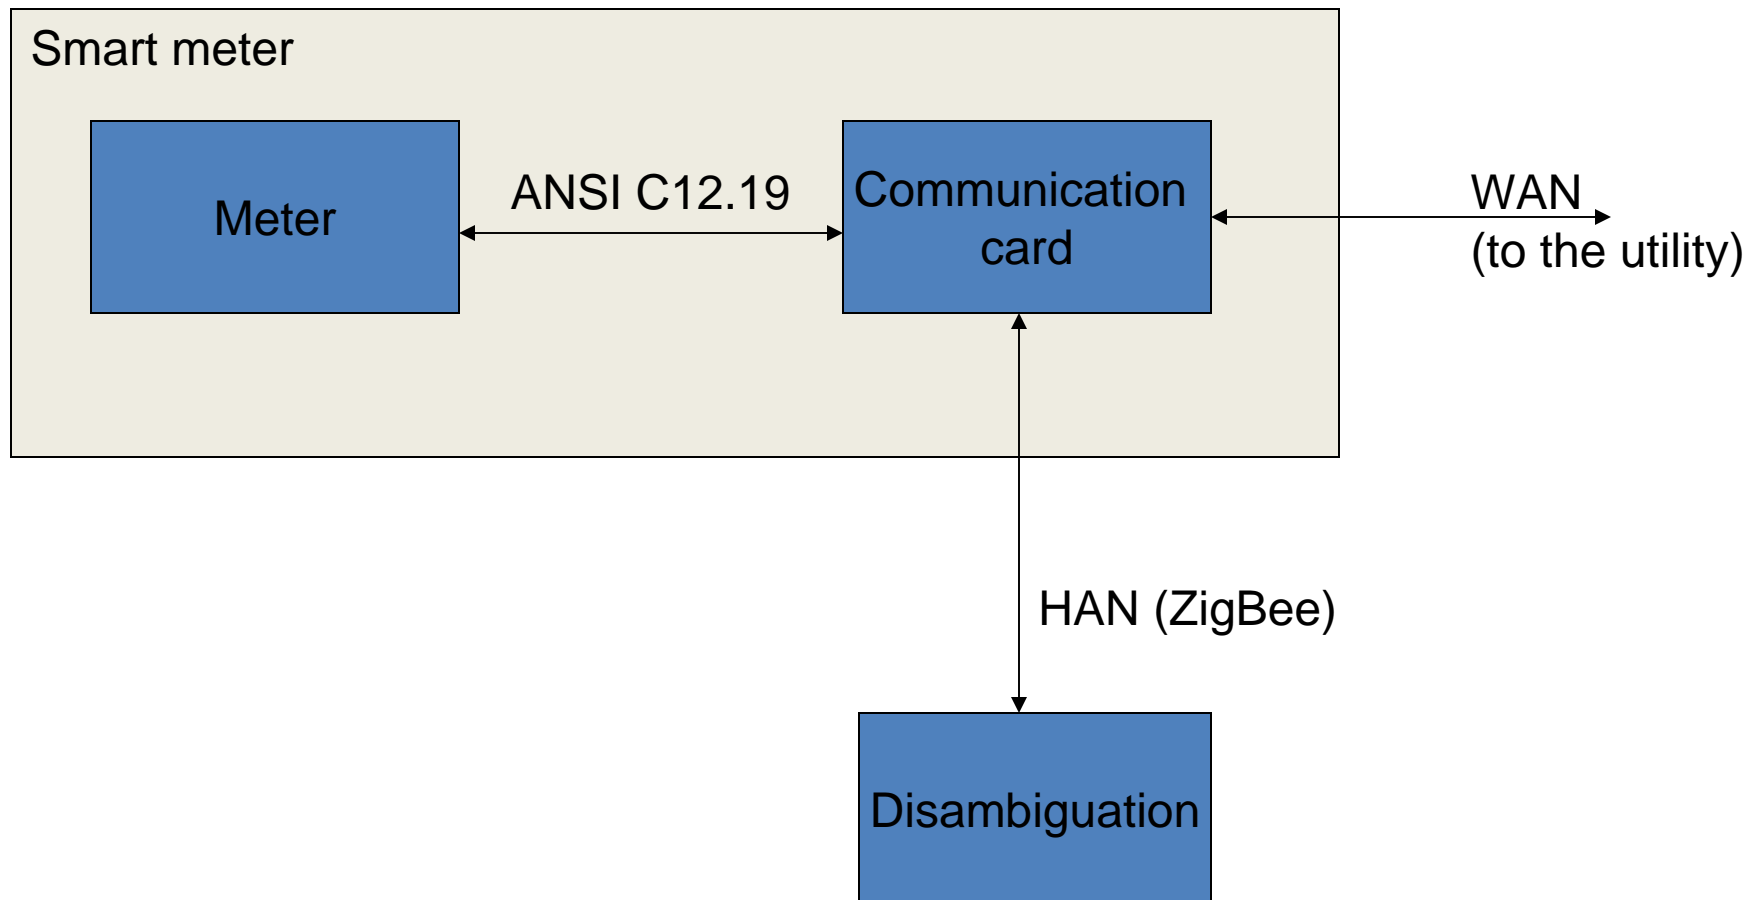 Smart meter
Meter
ANSI C12.19
Communication
card
WAN
(to the utility)
HAN (ZigBee)
Disambiguation